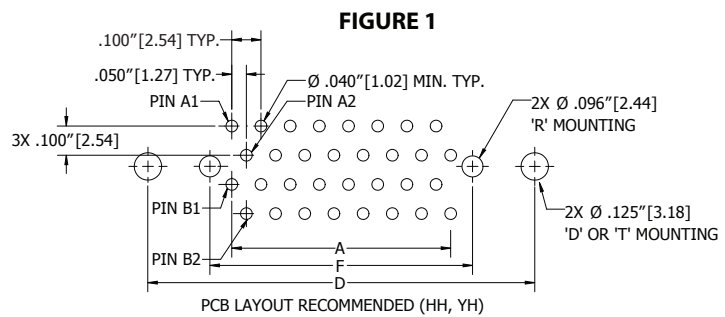 FIGURE 1
.100"[2.54] TYP.
.050"[1.27] TYP.
Ø .040"[1.02] MIN. TYP.
PIN A1
PIN A2
2X Ø .096"[2.44]
'R' MOUNTING
3X .100"[2.54]
PIN B1
2X Ø .125"[3.18]
'D' OR 'T' MOUNTING
PIN B2
A
F
D
PCB LAYOUT RECOMMENDED (HH, YH)